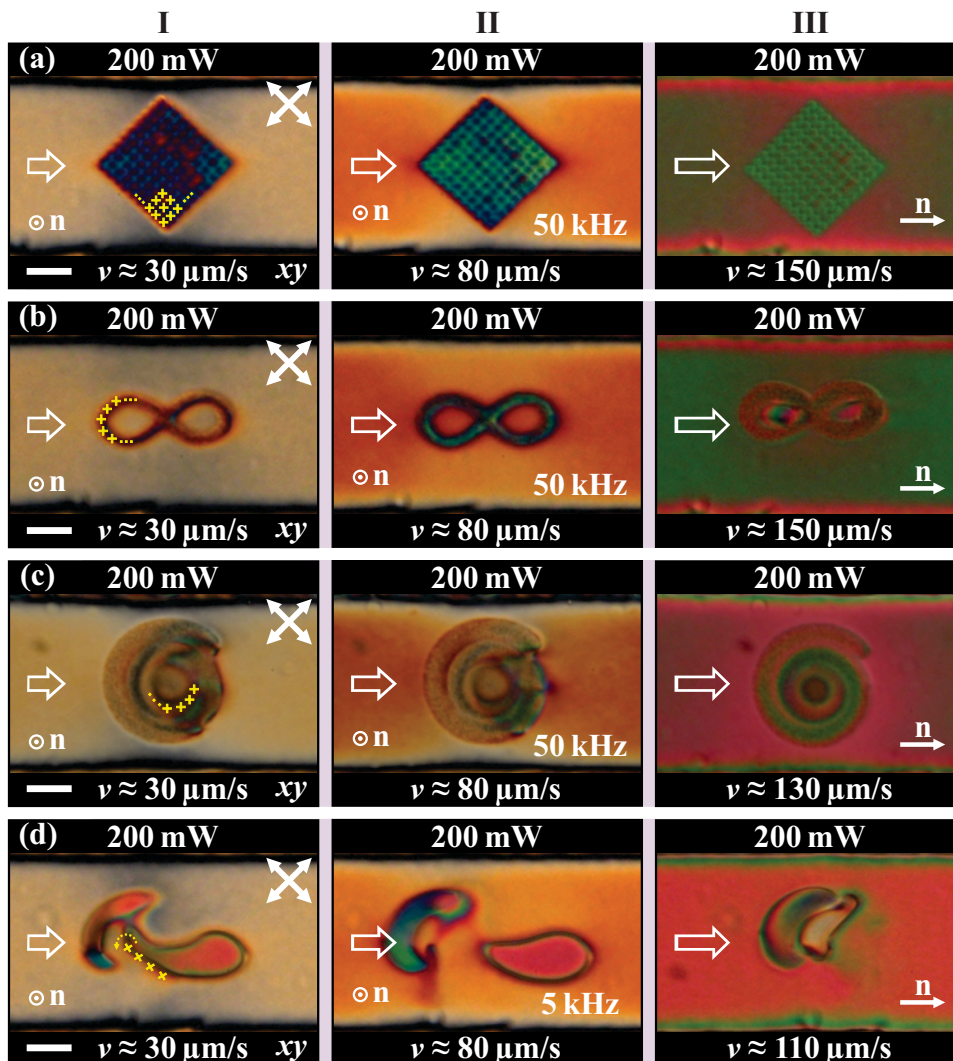 I II III
(a) 200 mW 200 mW 200 mW
⊙ n ⊙ n 50 kHz n
v ≈ 30 µm/s xy v ≈ 80 µm/s v ≈ 150 µm/s
(b) 200 mW 200 mW 200 mW
⊙ n ⊙ n 50 kHz n
v ≈ 30 µm/s xy v ≈ 80 µm/s v ≈ 150 µm/s
(c) 200 mW 200 mW 200 mW
⊙ n ⊙ n 50 kHz n
v ≈ 30 µm/s xy v ≈ 80 µm/s v ≈ 130 µm/s
(d) 200 mW 200 mW 200 mW
⊙ n ⊙ n 5 kHz n
v ≈ 30 µm/s xy v ≈ 80 µm/s v ≈ 110 µm/s